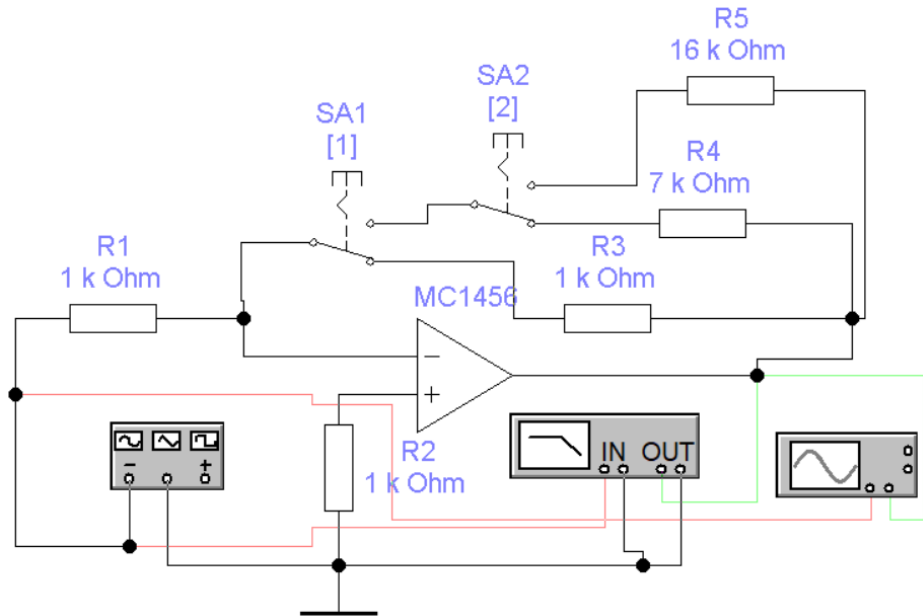 R5
16 k Ohm
SA2
[2]
SA1
[1]
R4
7 k Ohm
R1
1 k Ohm
R3
1 k Ohm
MC1456
−
+
−
+
IN OUT
R2
1 k Ohm